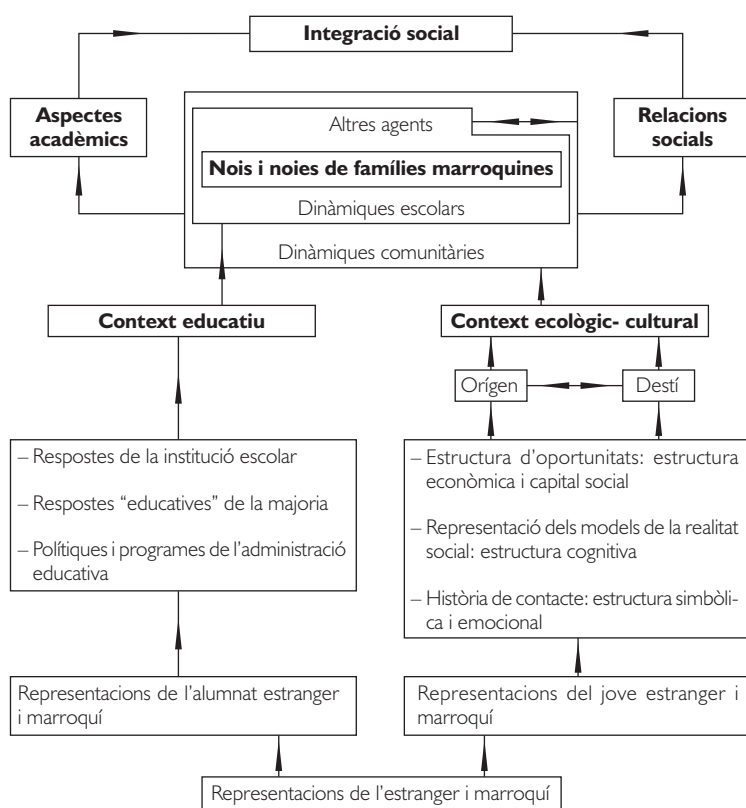 Integració social
Aspectes
acadèmics
Altres agents
Relacions
socials
Nois i noies de famílies marroquines
Dinàmiques escolars
Dinàmiques comunitàries
Context educatiu
Context ecològic- cultural
Orígen
Destí
– Respostes de la institució escolar
– Respostes “educatives” de la majoria
– Polítiques i programes de l’administració
educativa
– Estructura d’oportunitats: estructura
econòmica i capital social
– Representació dels models de la realitat
social: estructura cognitiva
– Història de contacte: estructura simbòli-
ca i emocional
Representacions de l’alumnat estranger
i marroquí
Representacions del jove estranger i
marroquí
Representacions de l’estranger i marroquí